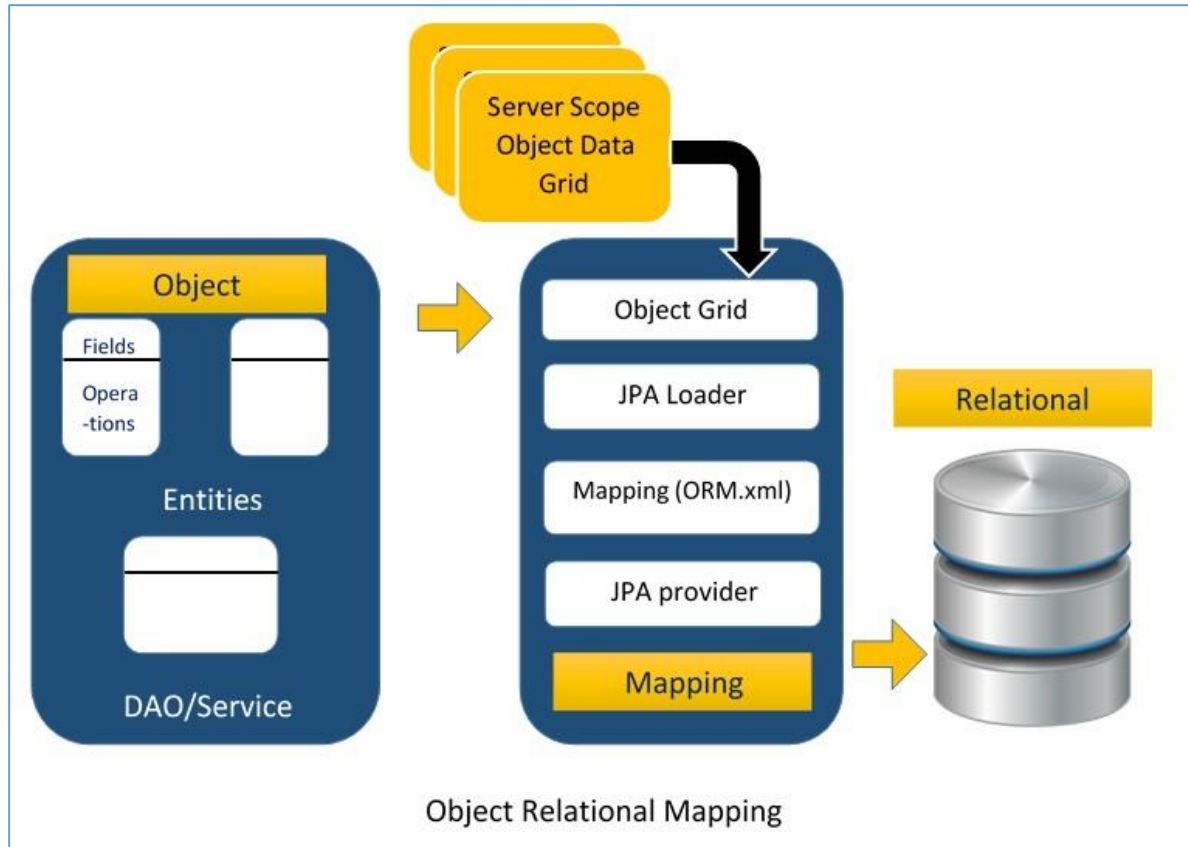 Server Scope
Object Data
Grid
Object
Fields
Opera
-tions
Entities
DAO/Service
Object Grid
JPA Loader
Mapping (ORM.xml)
JPA provider
Mapping
Relational
Object Relational Mapping